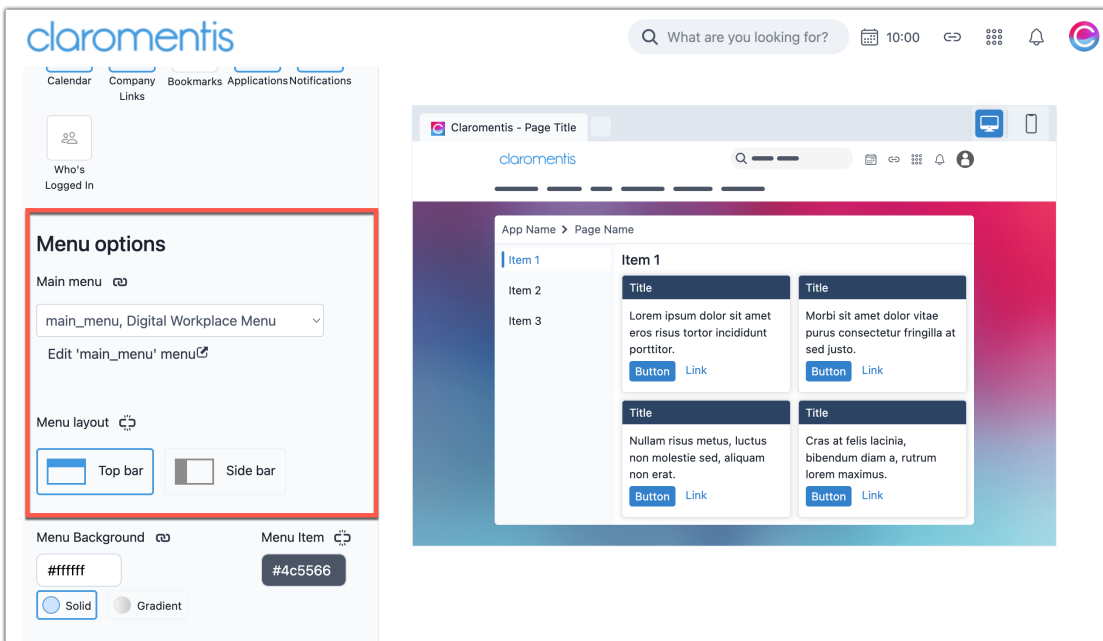 claromentis
What are you looking for?
10:00
Calendar
Company
Links
Bookmarks
Applications
Notifications
Who's
Logged In
Menu options
Main menu
main_menu, Digital Workplace Menu
Edit 'main_menu' menu
Menu layout
Top bar
Side bar
Menu Background
Menu Item
#ffffff
#4c5566
Solid
Gradient
Claromentis - Page Title
claromentis
App Name > Page Name
Item 1
Item 2
Item 3
Item 1
Title
Lorem ipsum dolor sit amet
eros risus tortor incididunt
porttitor.
Button Link
Title
Morbi sit amet dolor vitae
purus consectetur fringilla at
sed justo.
Button Link
Title
Nullam risus metus, luctus
non molestie sed, aliquam
non erat.
Button Link
Title
Cras at felis lacinia,
bibendum diam a, rutrum
lorem maximus.
Button Link